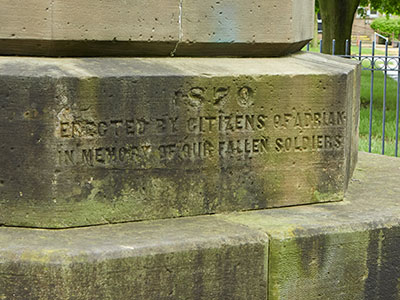 1870
ERECTED BY CITIZENS OF ADRIAN
IN MEMORY OF OUR FALLEN SOLDIERS